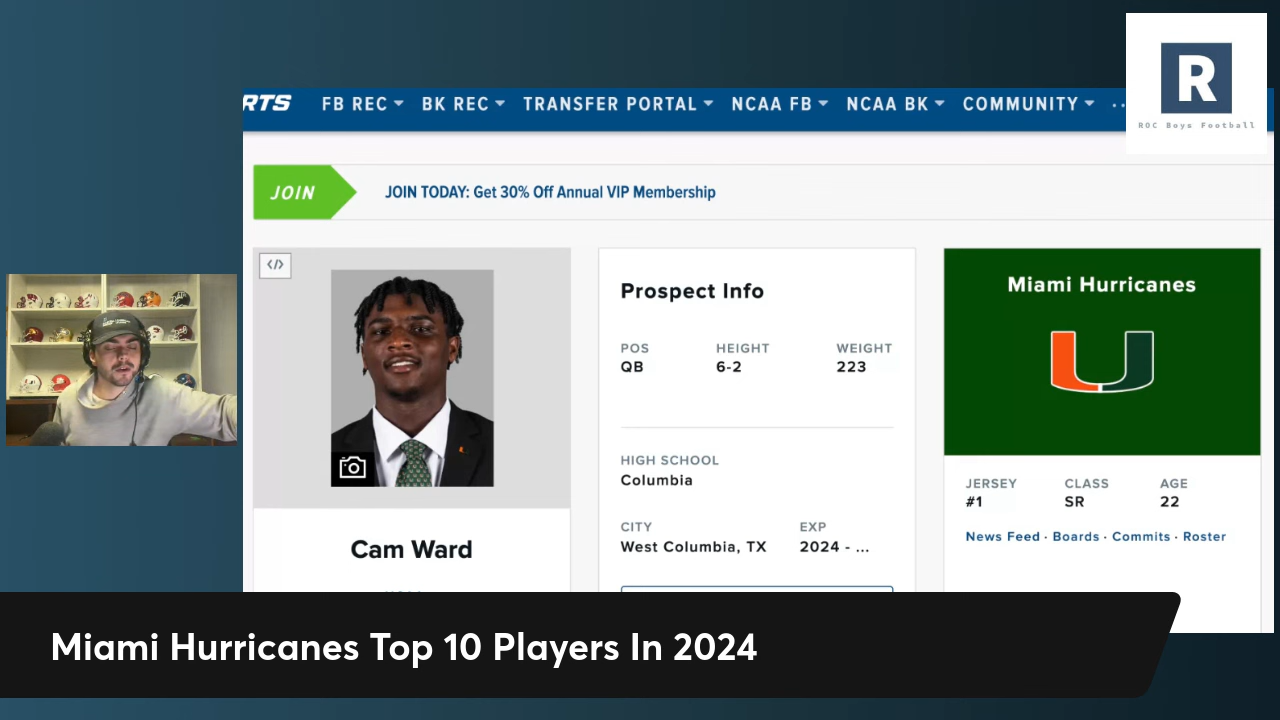 R
ROC Boys Football
RTS FB REC BK REC TRANSFER PORTAL NCAA FB NCAA BK COMMUNITY ..
JOIN
JOIN TODAY: Get 30% Off Annual VIP Membership
</>
Cam Ward
Prospect Info
POS HEIGHT WEIGHT
QB 6-2 223
HIGH SCHOOL
Columbia
CITY EXP
West Columbia, TX 2024 - ...
Miami Hurricanes
U
JERSEY CLASS AGE
#1 SR 22
News Feed · Boards · Commits · Roster
Miami Hurricanes Top 10 Players In 2024